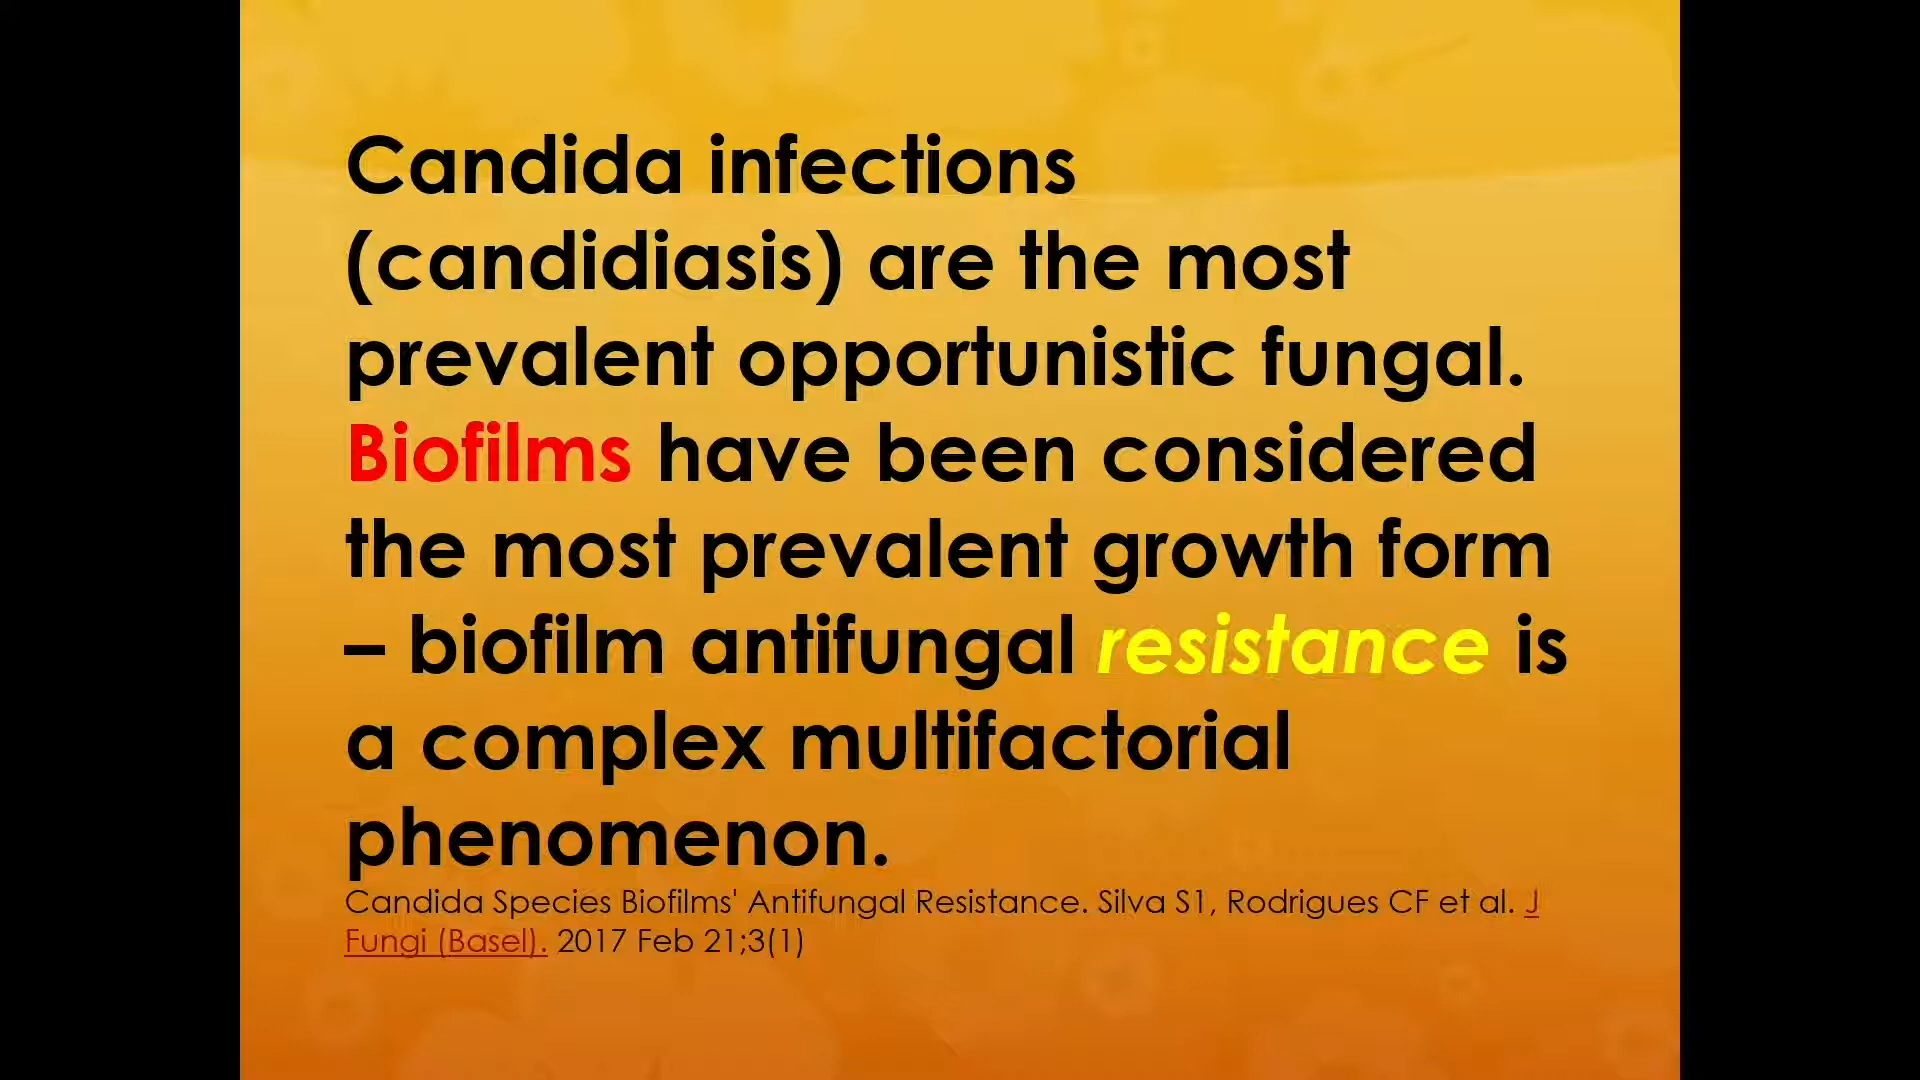 Candida infections
(candidiasis) are the most
prevalent opportunistic fungal.
Biofilms have been considered
the most prevalent growth form
– biofilm antifungal resistance is
a complex multifactorial
phenomenon.
Candida Species Biofilms' Antifungal Resistance. Silva S1, Rodrigues CF et al. J
Fungi (Basel). 2017 Feb 21;3(1)